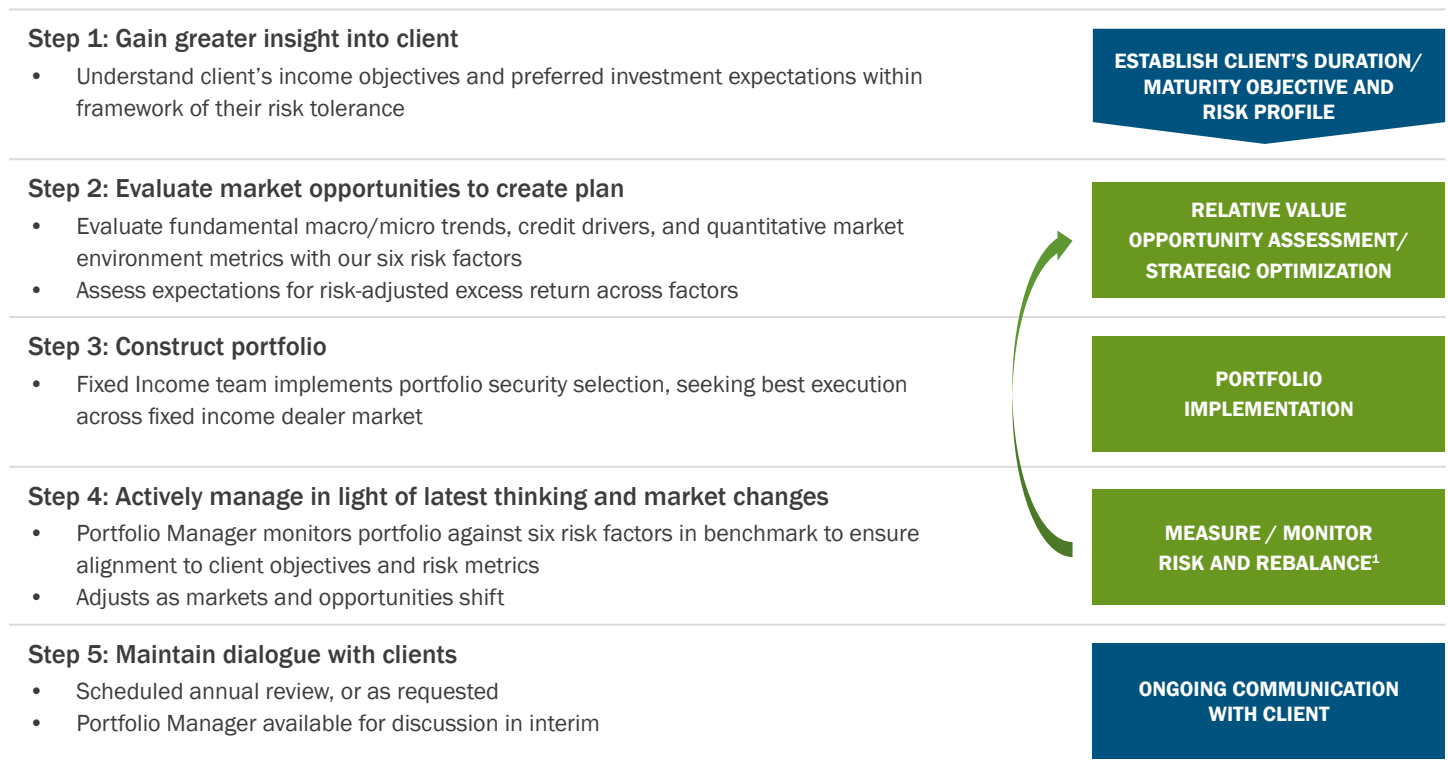 Step 1: Gain greater insight into client
• Understand client’s income objectives and preferred investment expectations within
framework of their risk tolerance
ESTABLISH CLIENT’S DURATION/
MATURITY OBJECTIVE AND
RISK PROFILE
Step 2: Evaluate market opportunities to create plan
• Evaluate fundamental macro/micro trends, credit drivers, and quantitative market
environment metrics with our six risk factors
• Assess expectations for risk-adjusted excess return across factors
RELATIVE VALUE
OPPORTUNITY ASSESSMENT/
STRATEGIC OPTIMIZATION
Step 3: Construct portfolio
• Fixed Income team implements portfolio security selection, seeking best execution
across fixed income dealer market
PORTFOLIO
IMPLEMENTATION
Step 4: Actively manage in light of latest thinking and market changes
• Portfolio Manager monitors portfolio against six risk factors in benchmark to ensure
alignment to client objectives and risk metrics
• Adjusts as markets and opportunities shift
MEASURE / MONITOR
RISK AND REBALANCE¹
Step 5: Maintain dialogue with clients
• Scheduled annual review, or as requested
• Portfolio Manager available for discussion in interim
ONGOING COMMUNICATION
WITH CLIENT